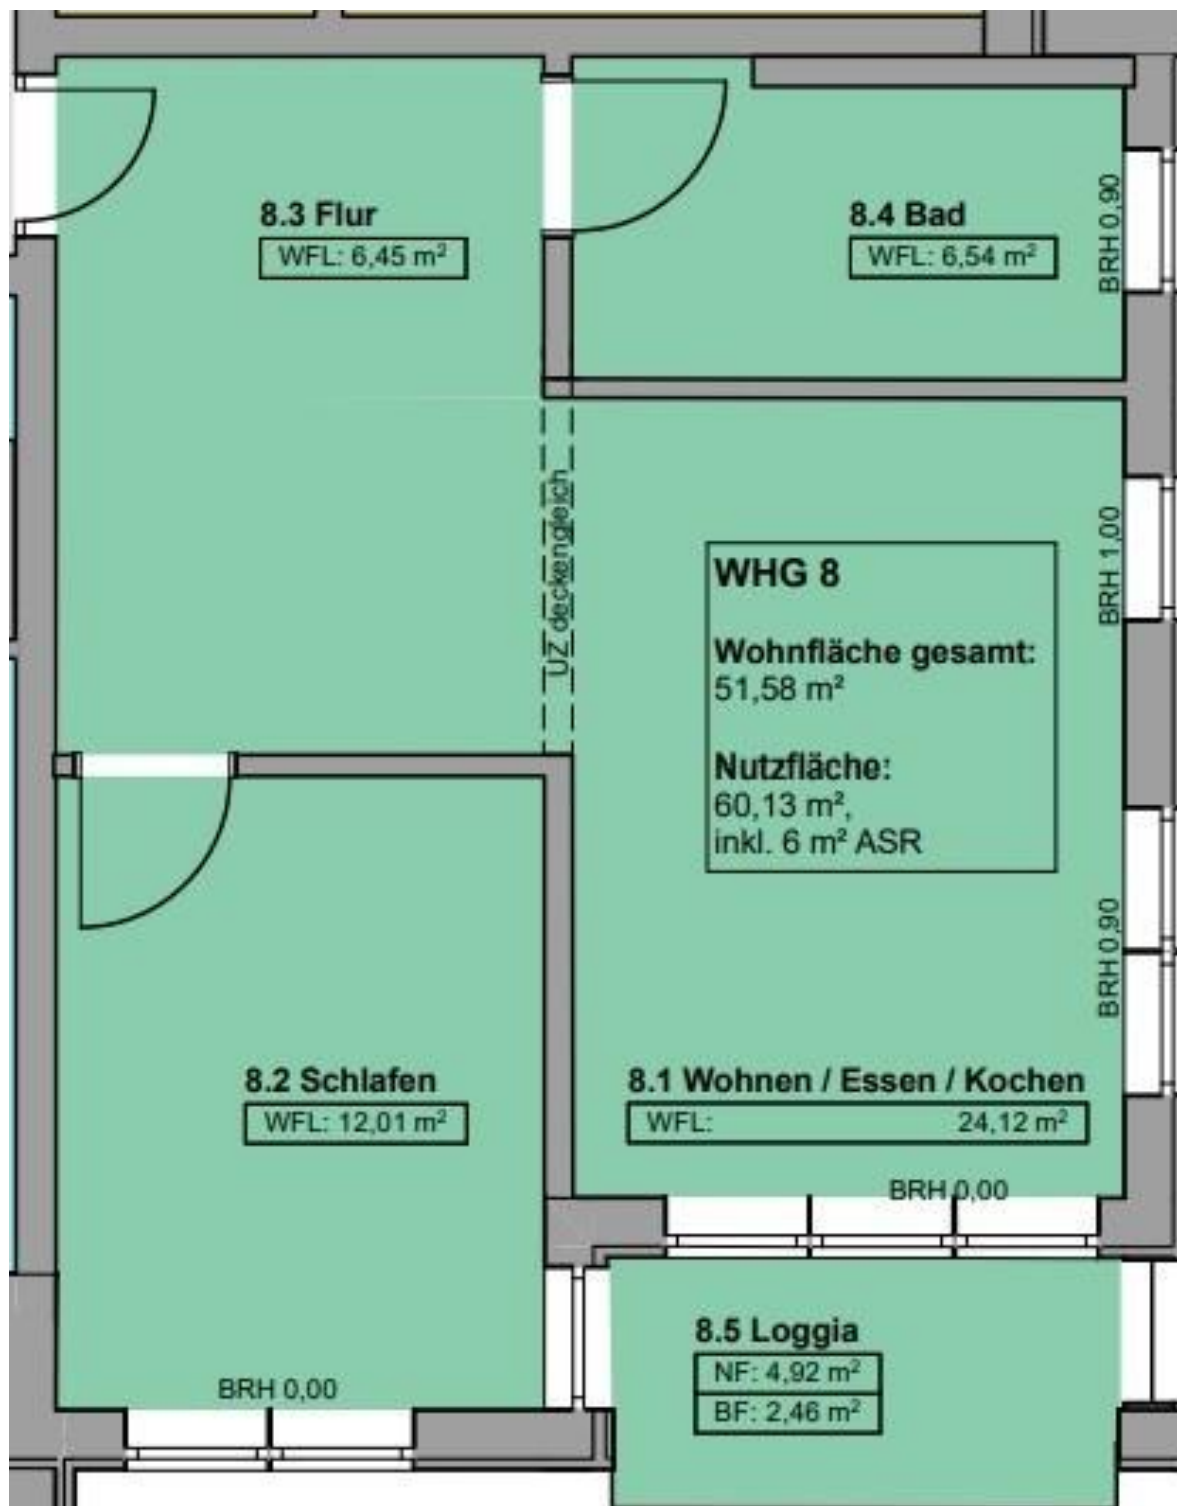 8.3 Flur
WFL: 6,45 m²
8.4 Bad
WFL: 6,54 m²
BRH 0,90
UZ deckengleich
BRH 1,00
WHG 8
Wohnfläche gesamt:
51,58 m²
Nutzfläche:
60,13 m²,
inkl. 6 m² ASR
BRH 0,90
8.2 Schlafen
WFL: 12,01 m²
8.1 Wohnen / Essen / Kochen
WFL: 24,12 m²
BRH 0,00
8.5 Loggia
NF: 4,92 m²
BF: 2,46 m²
BRH 0,00